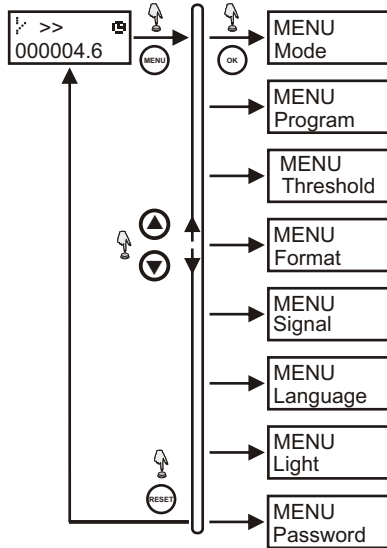 >>
000004.6
MENU
OK
MENU
Mode
MENU
Program
MENU
Threshold
MENU
Format
MENU
Signal
MENU
Language
MENU
Light
RESET
MENU
Password